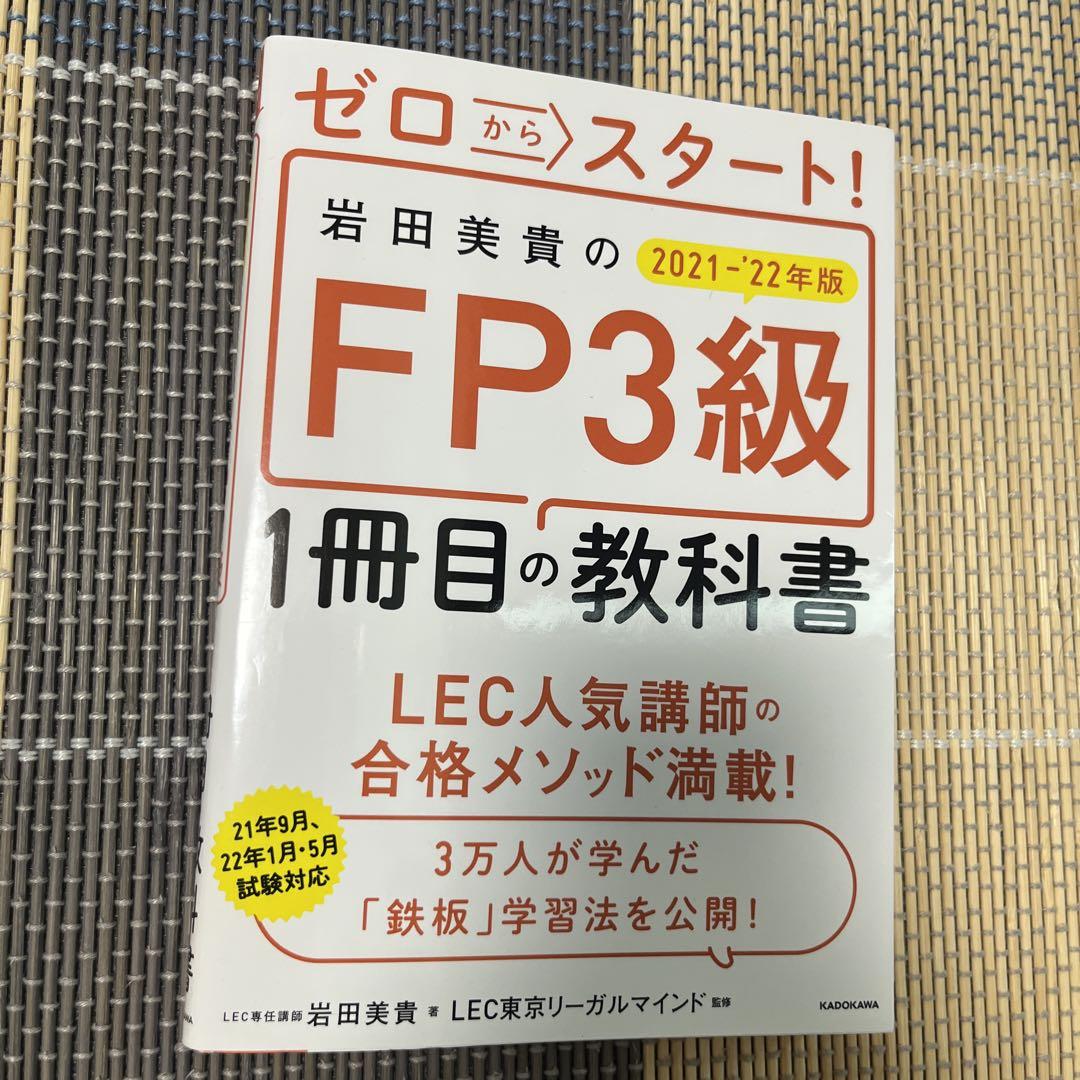 ゼロからスタート!
岩田美貴の
2021-'22年版
FP3級
1冊目の教科書
LEC人気講師の
合格メソッド満載!
21年9月、
22年1月・5月
試験対応
3万人が学んだ
「鉄板」学習法を公開!
LEC専任講師 岩田美貴 著 LEC東京リーガルマインド 監修
KADOKAWA